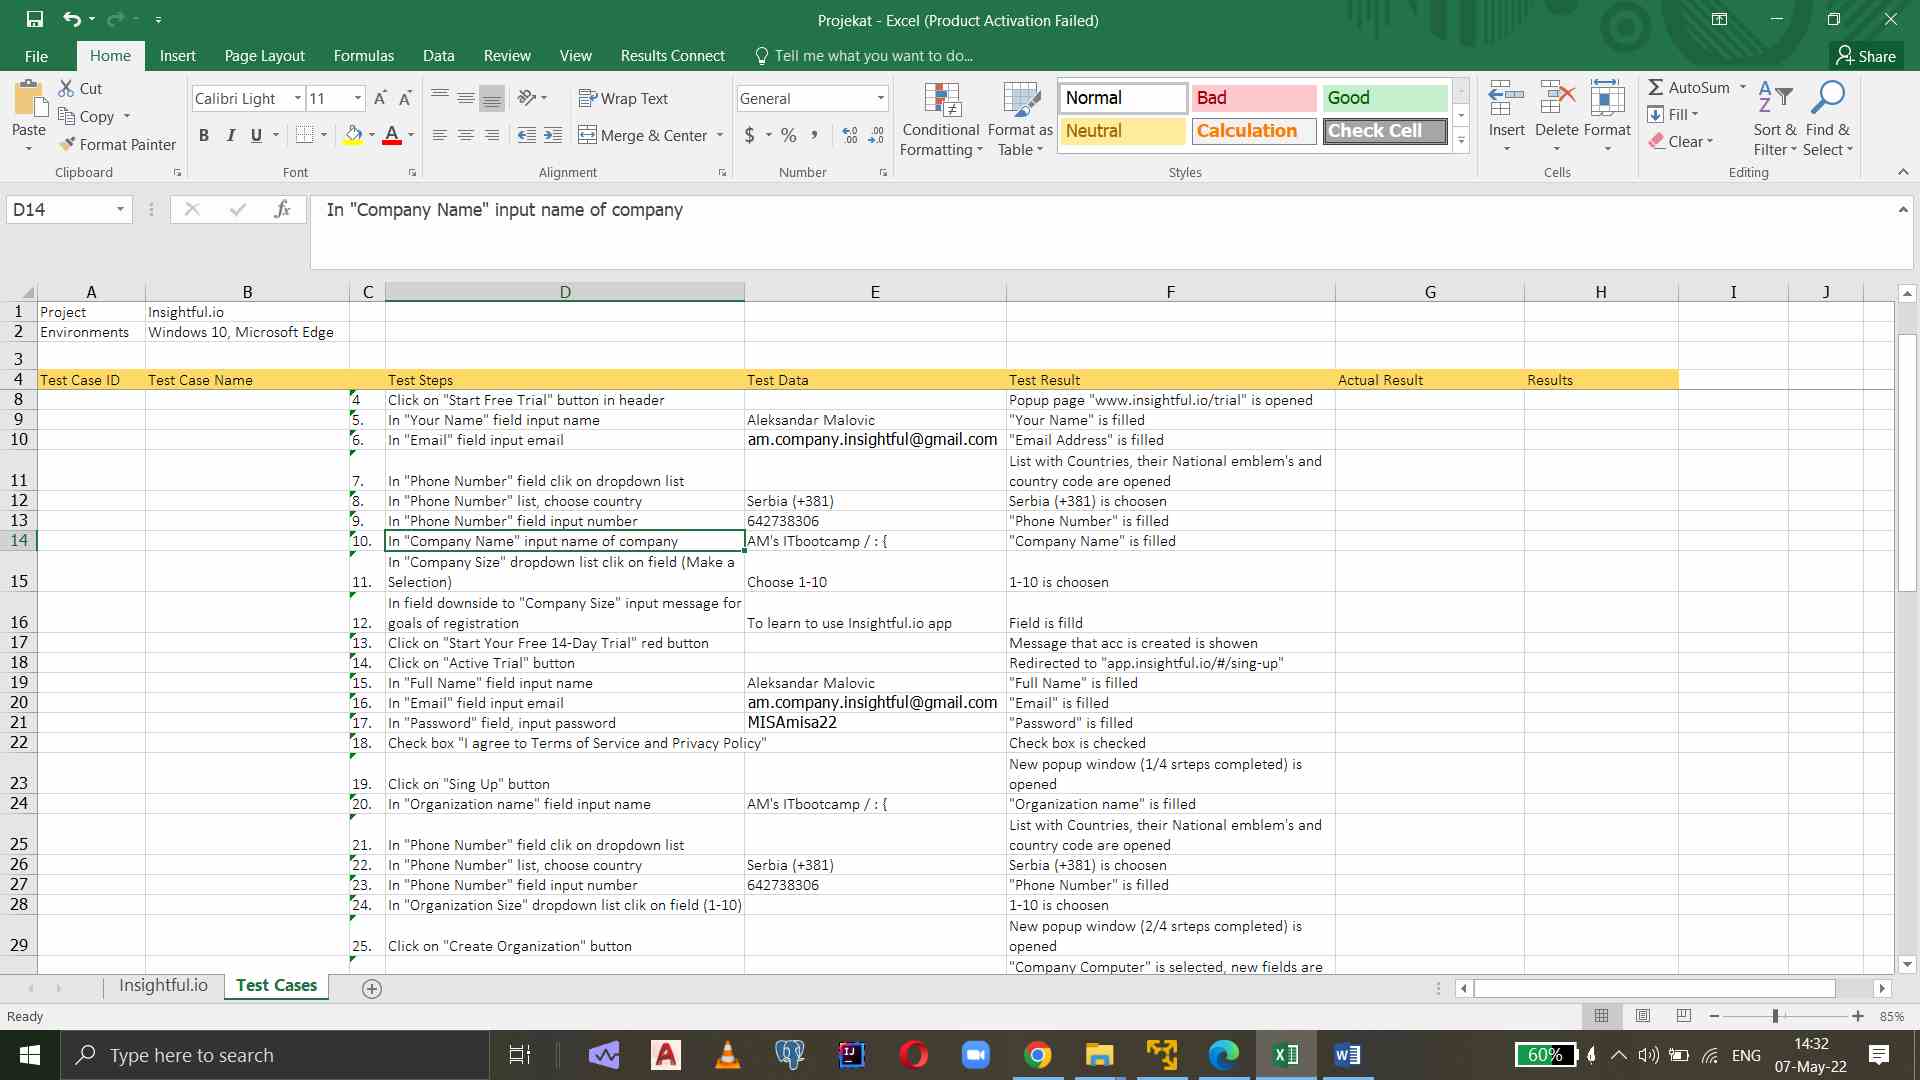 Projekat - Excel (Product Activation Failed)
File Home Insert Page Layout Formulas Data Review View Results Connect Tell me what you want to do... Share
Paste
Cut
Copy
Format Painter
Clipboard
Calibri Light 11
B I U
A
Font
Wrap Text
Merge & Center
Alignment
General
$ % ,
Number
Conditional Formatting
Format as Table
Normal Bad Good
Neutral Calculation Check Cell
Styles
Insert Delete Format
Cells
AutoSum
Fill
Clear
Sort & Filter
Find & Select
Editing
D14 fx In "Company Name" input name of company
A B C D E F G H I J
1 Project Insightful.io
2 Environments Windows 10, Microsoft Edge
3
4 Test Case ID Test Case Name Test Steps Test Data Test Result Actual Result Results
8 4 Click on "Start Free Trial" button in header Popup page "www.insightful.io/trial" is opened
9 5. In "Your Name" field input name Aleksandar Malovic "Your Name" is filled
10 6. In "Email" field input email am.company.insightful@gmail.com "Email Address" is filled
11 7. In "Phone Number" field clik on dropdown list List with Countries, their National emblem's and
country code are opened
12 8. In "Phone Number" list, choose country Serbia (+381) Serbia (+381) is choosen
13 9. In "Phone Number" field input number 642738306 "Phone Number" is filled
14 10. In "Company Name" input name of company AM's ITbootcamp / : { "Company Name" is filled
In "Company Size" dropdown list clik on field (Make a
15 11. Selection) Choose 1-10 1-10 is choosen
In field downside to "Company Size" input message for
16 12. goals of registration To learn to use Insightful.io app Field is filld
17 13. Click on "Start Your Free 14-Day Trial" red button Message that acc is created is showen
18 14. Click on "Active Trial" button Redirected to "app.insightful.io/#/sing-up"
19 15. In "Full Name" field input name Aleksandar Malovic "Full Name" is filled
20 16. In "Email" field input email am.company.insightful@gmail.com "Email" is filled
21 17. In "Password" field, input password MISAmisa22 "Password" is filled
22 18. Check box "I agree to Terms of Service and Privacy Policy" Check box is checked
23 19. Click on "Sing Up" button New popup window (1/4 srteps completed) is
opened
24 20. In "Organization name" field input name AM's ITbootcamp / : { "Organization name" is filled
25 21. In "Phone Number" field clik on dropdown list List with Countries, their National emblem's and
country code are opened
26 22. In "Phone Number" list, choose country Serbia (+381) Serbia (+381) is choosen
27 23. In "Phone Number" field input number 642738306 "Phone Number" is filled
28 24. In "Organization Size" dropdown list clik on field (1-10) 1-10 is choosen
29 25. Click on "Create Organization" button New popup window (2/4 srteps completed) is
opened
"Company Computer" is selected, new fields are
Insightful.io Test Cases
Ready 85%
Type here to search
60% ENG 14:32
07-May-22